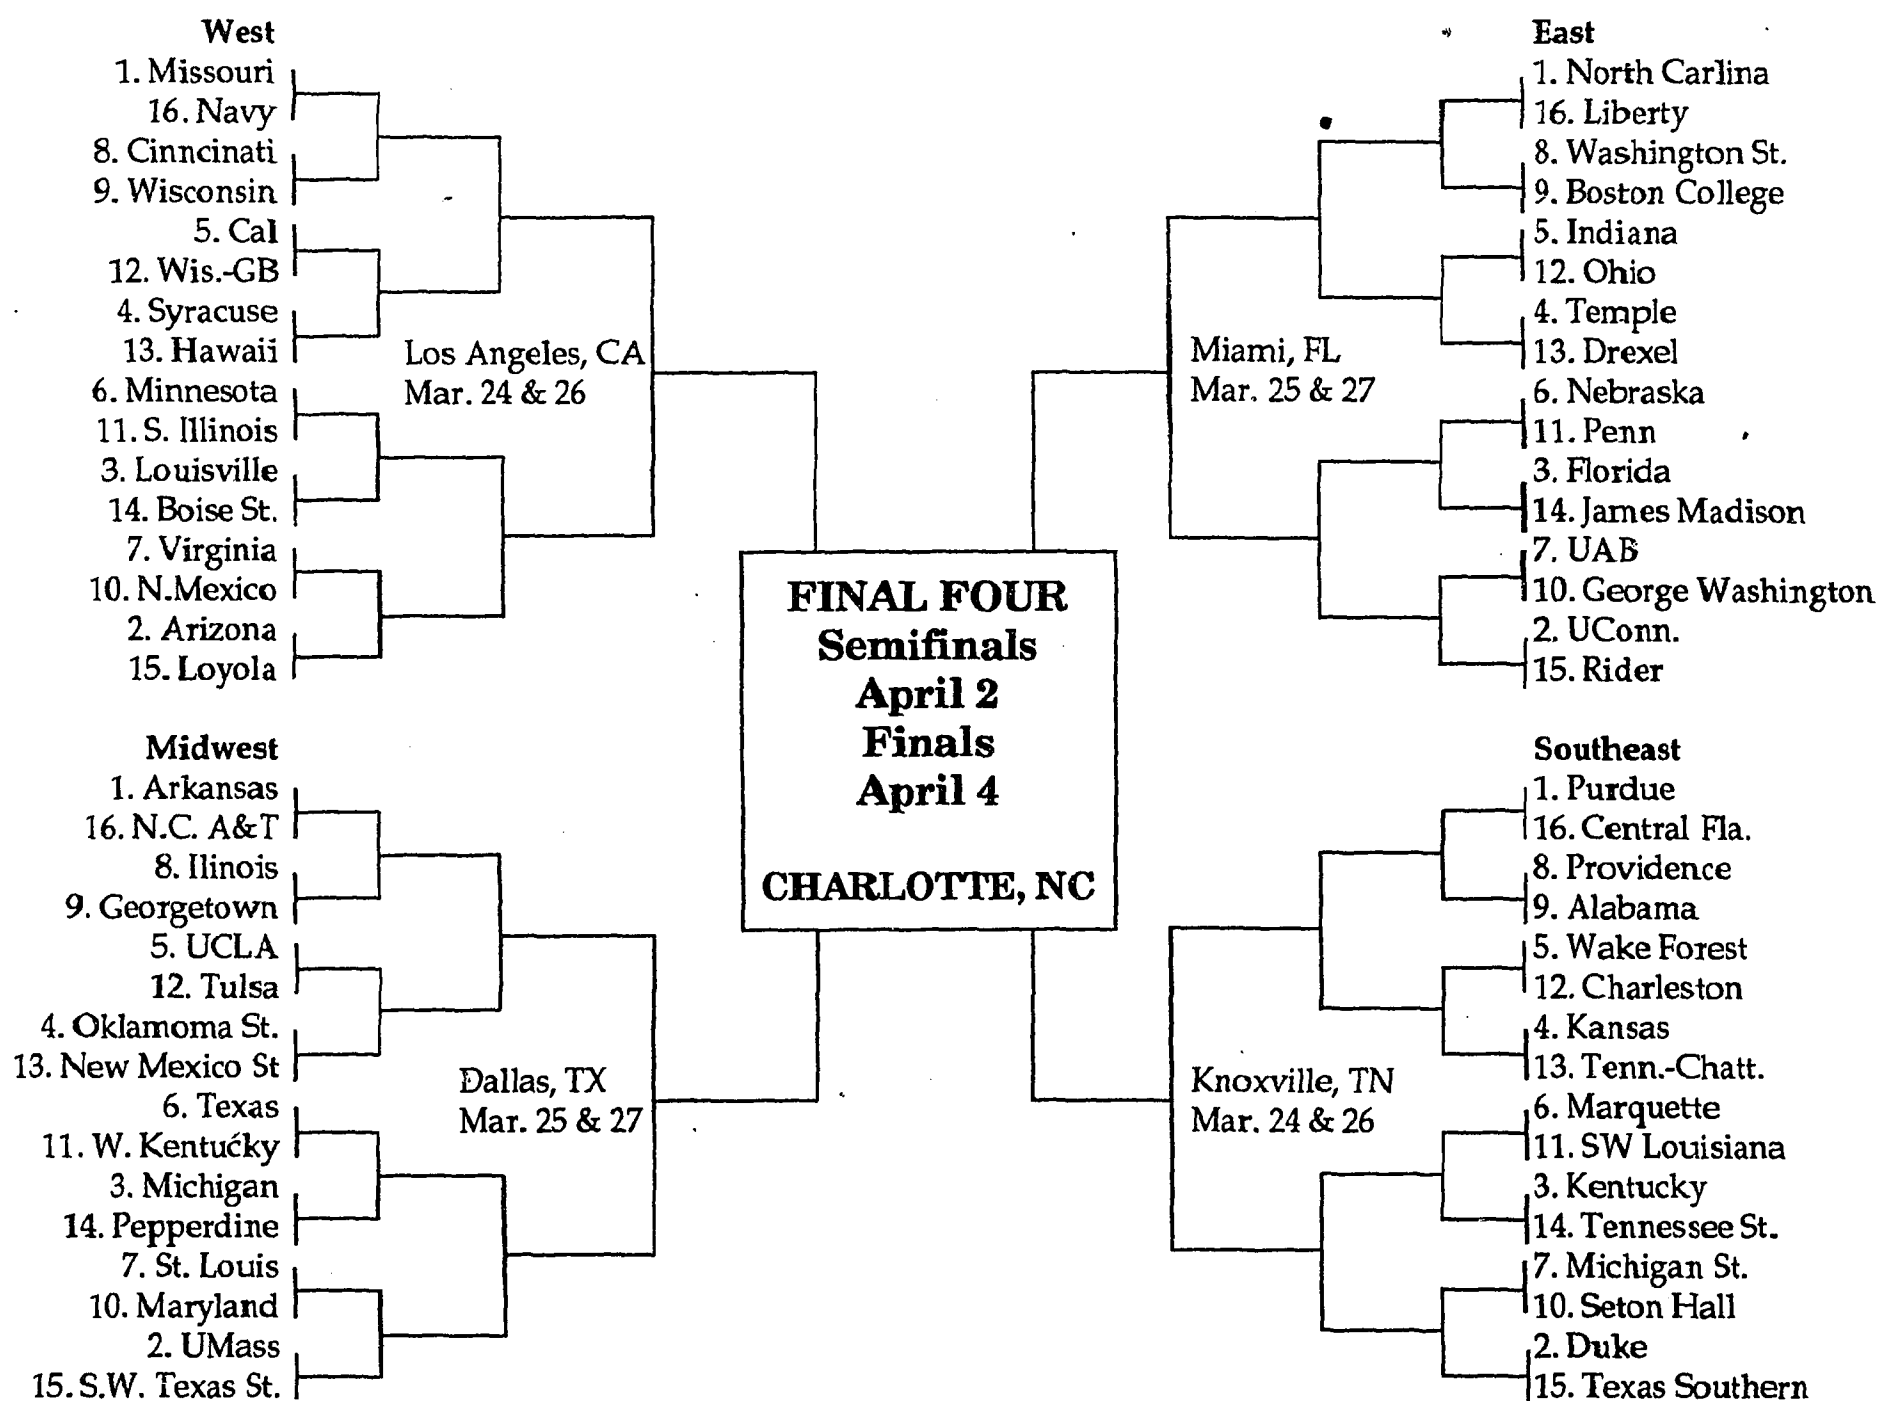 West
1. Missouri
16. Navy
8. Cinncinati
9. Wisconsin
5. Cal
12. Wis.-GB
4. Syracuse
13. Hawaii
6. Minnesota
11. S. Illinois
3. Louisville
14. Boise St.
7. Virginia
10. N.Mexico
2. Arizona
15. Loyola
Los Angeles, CA
Mar. 24 & 26
Midwest
1. Arkansas
16. N.C. A&T
8. Ilinois
9. Georgetown
5. UCLA
12. Tulsa
4. Oklamoma St.
13. New Mexico St
6. Texas
11. W. Kentucky
3. Michigan
14. Pepperdine
7. St. Louis
10. Maryland
2. UMass
15. S.W. Texas St.
Dallas, TX
Mar. 25 & 27
FINAL FOUR
Semifinals
April 2
Finals
April 4
CHARLOTTE, NC
East
1. North Carlina
16. Liberty
8. Washington St.
9. Boston College
5. Indiana
12. Ohio
4. Temple
13. Drexel
6. Nebraska
11. Penn
3. Florida
14. James Madison
7. UAB
10. George Washington
2. UConn.
15. Rider
Miami, FL
Mar. 25 & 27
Southeast
1. Purdue
16. Central Fla.
8. Providence
9. Alabama
5. Wake Forest
12. Charleston
4. Kansas
13. Tenn.-Chatt.
6. Marquette
11. SW Louisiana
3. Kentucky
14. Tennessee St.
7. Michigan St.
10. Seton Hall
2. Duke
15. Texas Southern
Knoxville, TN
Mar. 24 & 26